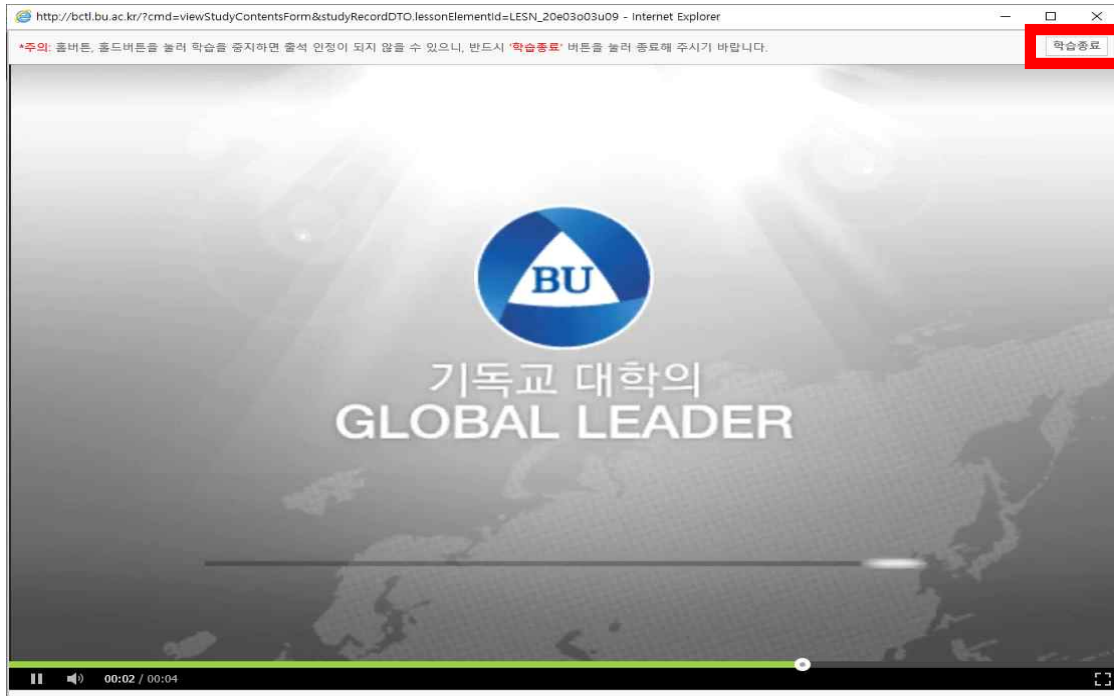 http://bctl.bu.ac.kr/?cmd=viewStudyContentsForm&studyRecordDTO.lessonElementId=LESN_20e03o03u09 - Internet Explorer
*주의: 홈버튼, 홀드버튼을 눌러 학습을 중지하면 출석 인정이 되지 않을 수 있으니, 반드시 '학습종료' 버튼을 눌러 종료해 주시기 바랍니다.
학습종료
BU
기독교 대학의
GLOBAL LEADER
00:02 / 00:04